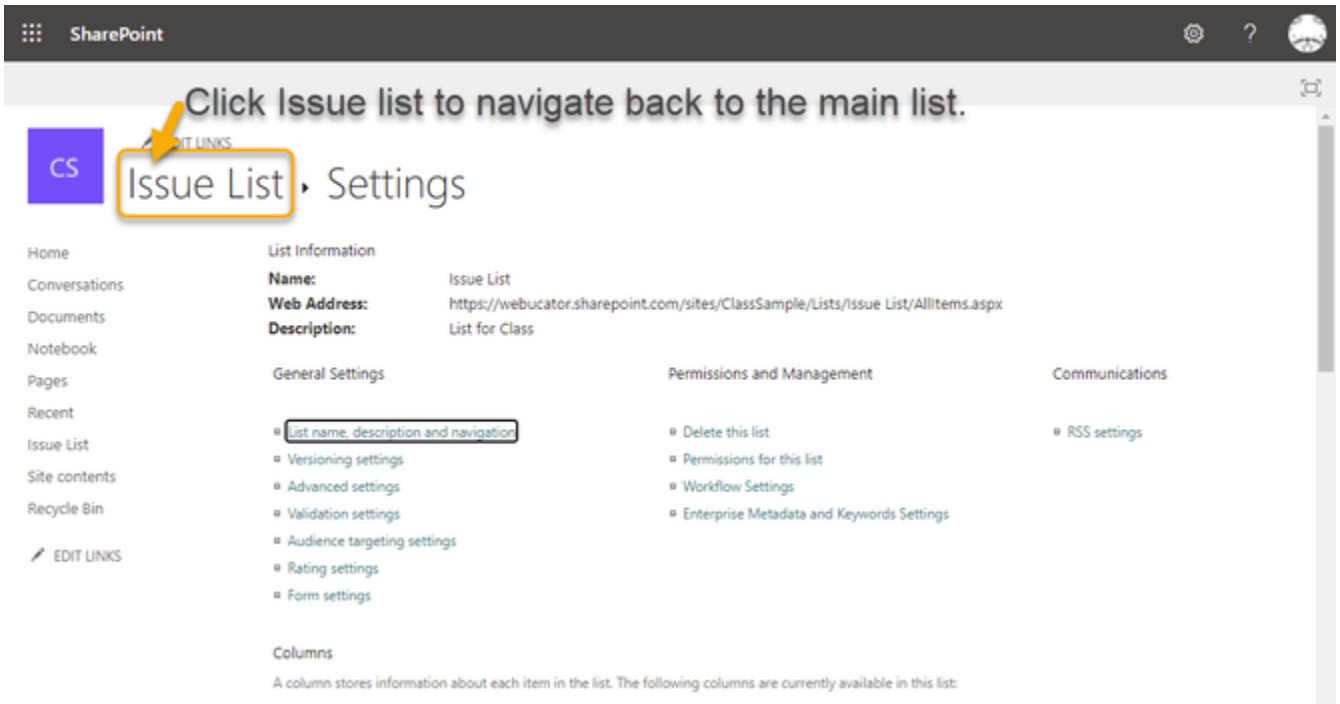 SharePoint
?
Click Issue list to navigate back to the main list.
CS
EDIT LINKS
Issue List ▸ Settings
Home
Conversations
Documents
Notebook
Pages
Recent
Issue List
Site contents
Recycle Bin
EDIT LINKS
List Information
Name: Issue List
Web Address: https://webucator.sharepoint.com/sites/ClassSample/Lists/Issue List/AllItems.aspx
Description: List for Class
General Settings
List name, description and navigation
Versioning settings
Advanced settings
Validation settings
Audience targeting settings
Rating settings
Form settings
Permissions and Management
Delete this list
Permissions for this list
Workflow Settings
Enterprise Metadata and Keywords Settings
Communications
RSS settings
Columns
A column stores information about each item in the list. The following columns are currently available in this list: